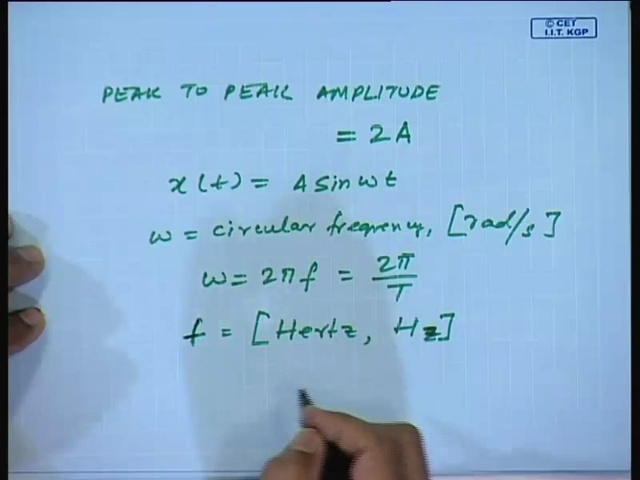 © CET
I.I.T. KGP
PEAK TO PEAK AMPLITUDE
= 2A
x(t) = A sin ωt
ω = circular frequency, [rad/s]
ω = 2πf = 2π/T
f = [Hertz, Hz]